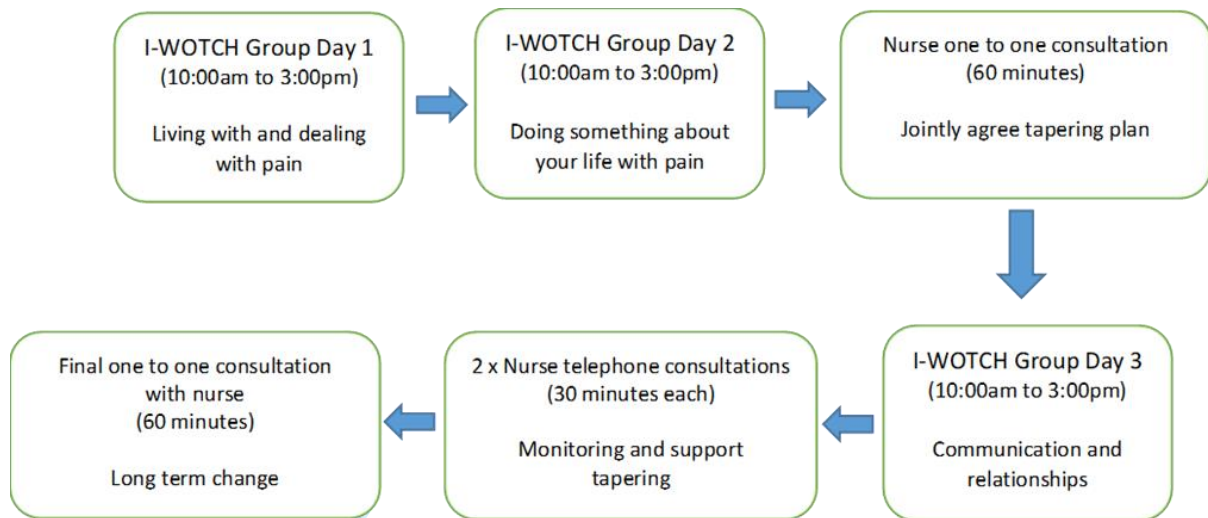 I-WOTCH Group Day 1
(10:00am to 3:00pm)
Living with and dealing
with pain
I-WOTCH Group Day 2
(10:00am to 3:00pm)
Doing something about
your life with pain
Nurse one to one consultation
(60 minutes)
Jointly agree tapering plan
I-WOTCH Group Day 3
(10:00am to 3:00pm)
Communication and
relationships
2 x Nurse telephone consultations
(30 minutes each)
Monitoring and support
tapering
Final one to one consultation
with nurse
(60 minutes)
Long term change